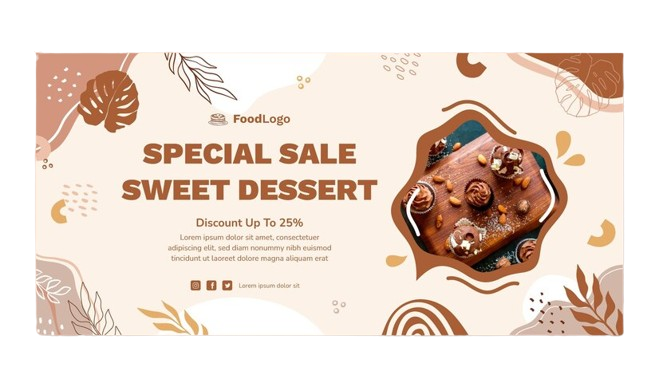 FoodLogo
SPECIAL SALE
SWEET DESSERT
Discount Up To 25%
Lorem ipsum dolor sit amet, consectetuer
adipiscing elit, sed diam nonummy nibh euismod
tincidunt ut laoreet dolore magna aliquam erat
Lorem ipsum dolor sit